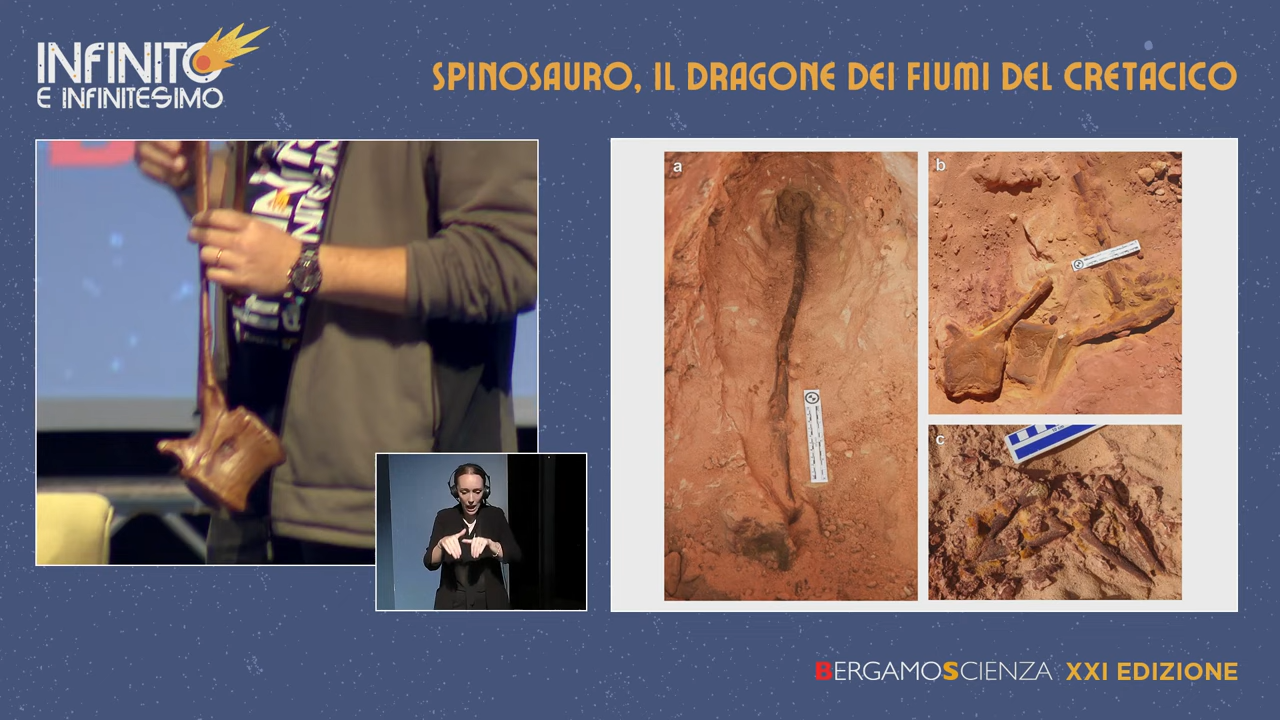 INFINITO
E INFINITESIMO
SPINOSAURO, IL DRAGONE DEI FIUMI DEL CRETACICO
a
b
c
BERGAMOSCIENZA XXI EDIZIONE